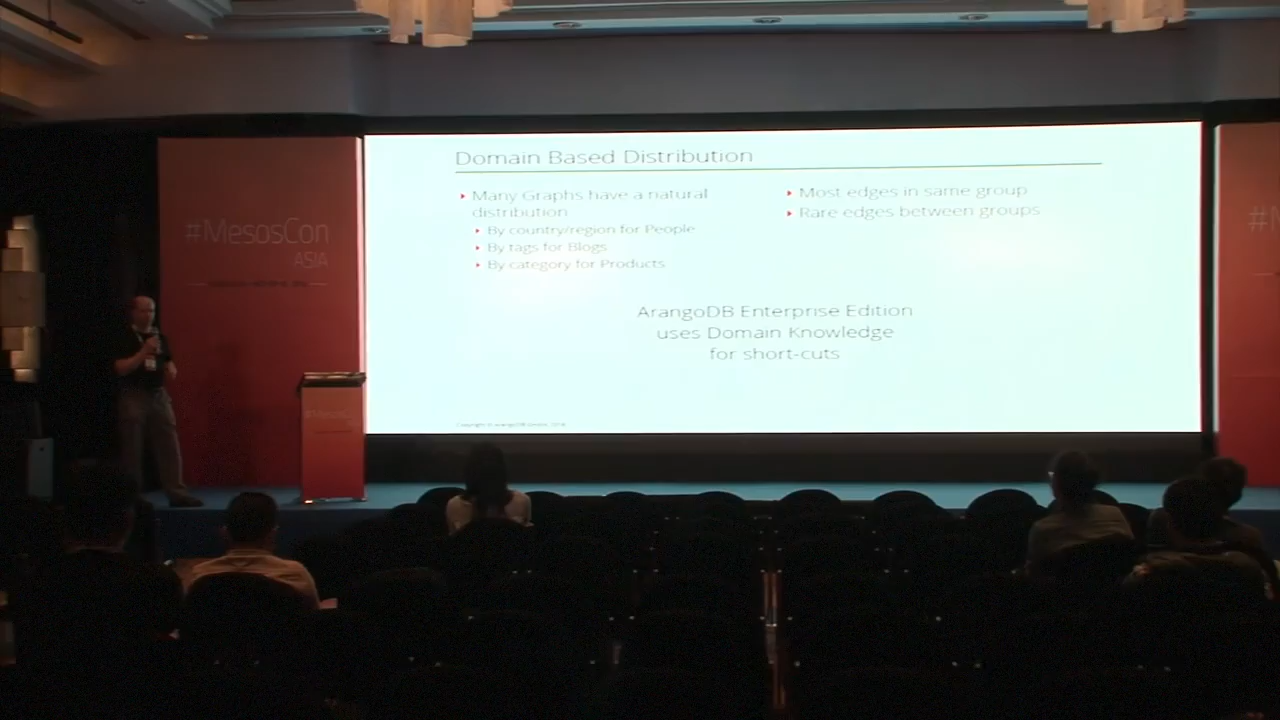 #MesosCon
ASIA
Domain Based Distribution
Many Graphs have a natural
distribution
By country/region for People
By tags for Blogs
By category for Products
Most edges in same group
Rare edges between groups
ArangoDB Enterprise Edition
uses Domain Knowledge
for short-cuts
#MesosC